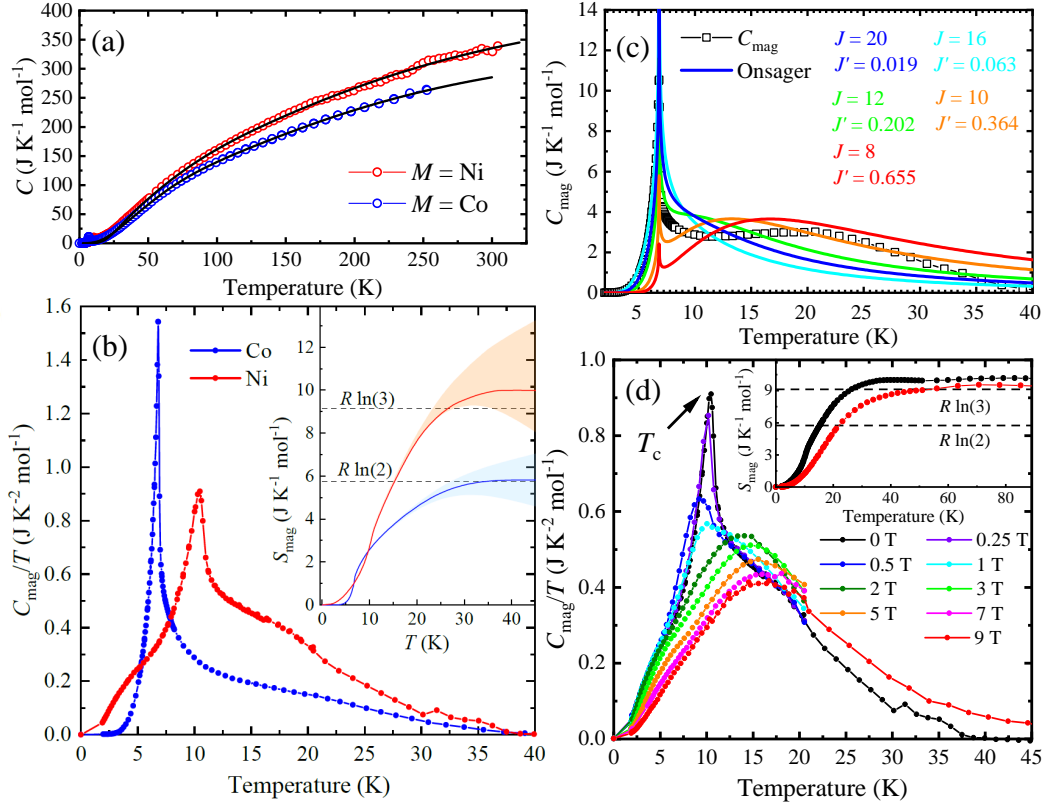 (a)
400
350
300
250
200
150
100
50
0
C (J K⁻¹ mol⁻¹)
M = Ni
M = Co
0 50 100 150 200 250 300
Temperature (K)
(c)
14
12
10
8
6
4
2
0
C_mag (J K⁻¹ mol⁻¹)
C_mag
Onsager
J = 20
J' = 0.019
J = 16
J' = 0.063
J = 12
J' = 0.202
J = 10
J' = 0.364
J = 8
J' = 0.655
5 10 15 20 25 30 35 40
Temperature (K)
(b)
1.6
1.4
1.2
1.0
0.8
0.6
0.4
0.2
0.0
C_mag/T (J K⁻² mol⁻¹)
Co
Ni
14
12
10
8
6
4
2
0
S_mag (J K⁻¹ mol⁻¹)
R ln(3)
R ln(2)
0 10 20 30 40
T (K)
0 5 10 15 20 25 30 35 40
Temperature (K)
(d)
1.0
0.8
0.6
0.4
0.2
0.0
C_mag/T (J K⁻² mol⁻¹)
T_c
9
6
3
0
S_mag (J K⁻¹ mol⁻¹)
R ln(3)
R ln(2)
0 20 40 60 80
Temperature (K)
0 T 0.25 T
0.5 T 1 T
2 T 3 T
5 T 7 T
9 T
0 5 10 15 20 25 30 35 40 45
Temperature (K)